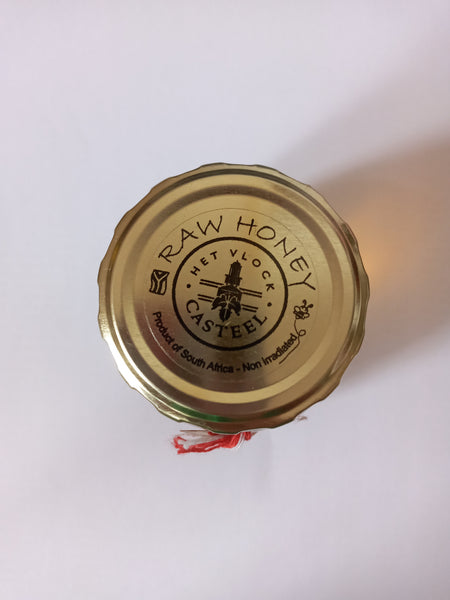 RAW HONEY
HET VLOCK
CASTEEL
Product of South Africa - Non irradiated